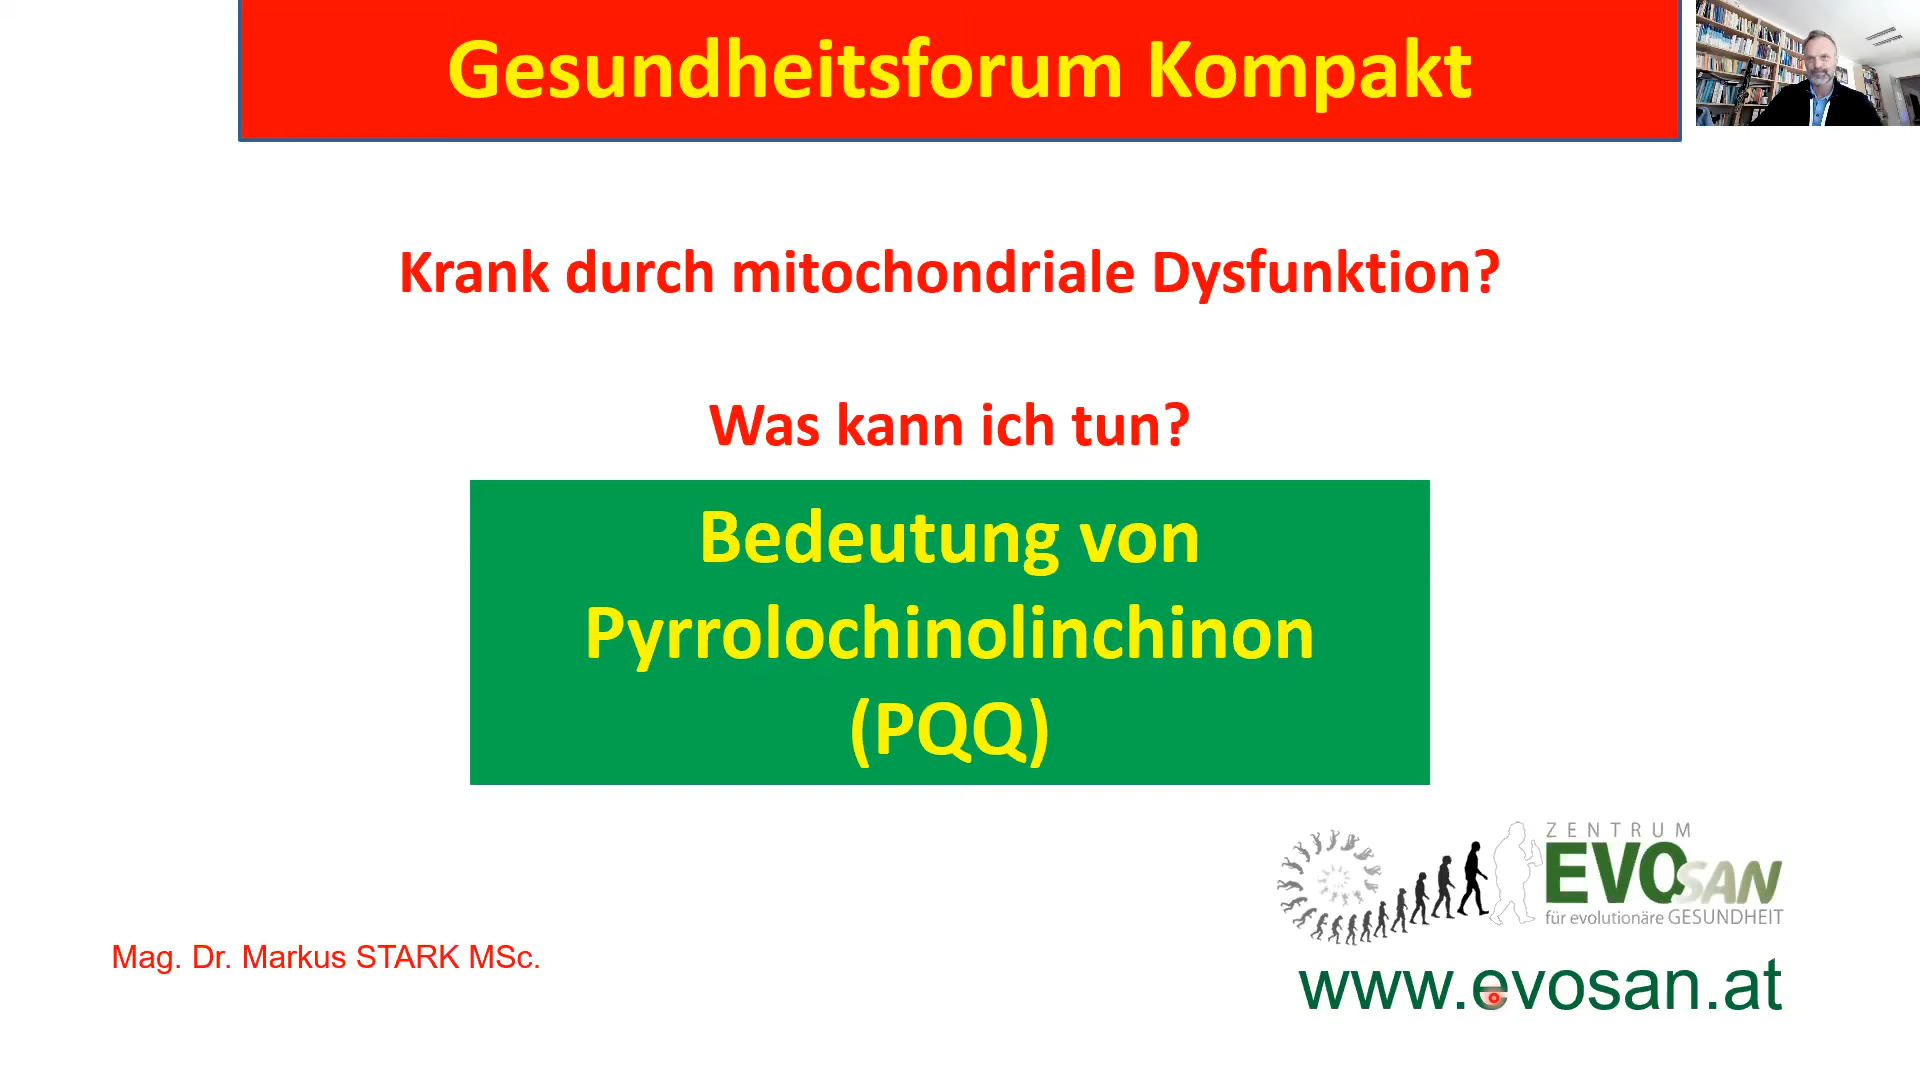 Gesundheitsforum Kompakt
Krank durch mitochondriale Dysfunktion?
Was kann ich tun?
Bedeutung von
Pyrrolochinolinchinon
(PQQ)
ZENTRUM
EVOSAN
für evolutionäre GESUNDHEIT
Mag. Dr. Markus STARK MSc.
www.evosan.at